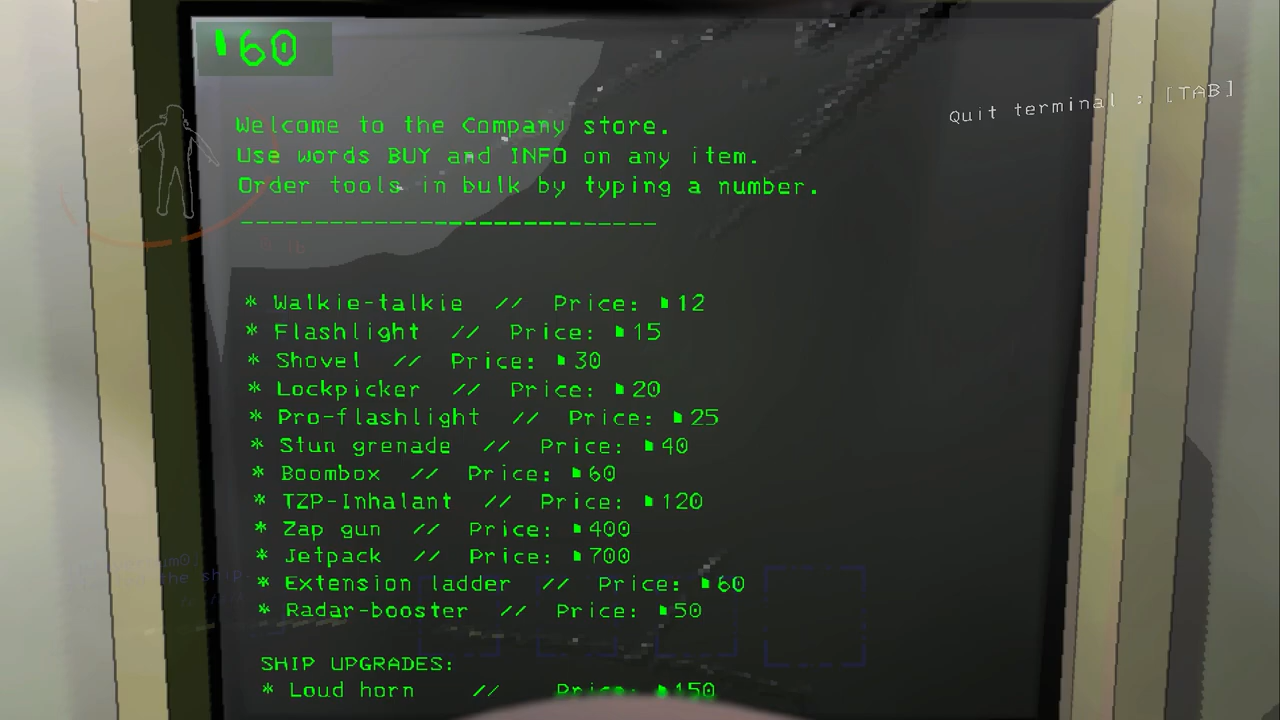 ▮60
Quit terminal : [TAB]
Welcome to the Company store.
Use words BUY and INFO on any item.
Order tools in bulk by typing a number.
____________________________
* Walkie-talkie // Price: ▮12
* Flashlight // Price: ▮15
* Shovel // Price: ▮30
* Lockpicker // Price: ▮20
* Pro-flashlight // Price: ▮25
* Stun grenade // Price: ▮40
* Boombox // Price: ▮60
* TZP-Inhalant // Price: ▮120
* Zap gun // Price: ▮400
* Jetpack // Price: ▮700
* Extension ladder // Price: ▮60
* Radar-booster // Price: ▮50
SHIP UPGRADES:
* Loud horn // Price: ▮150